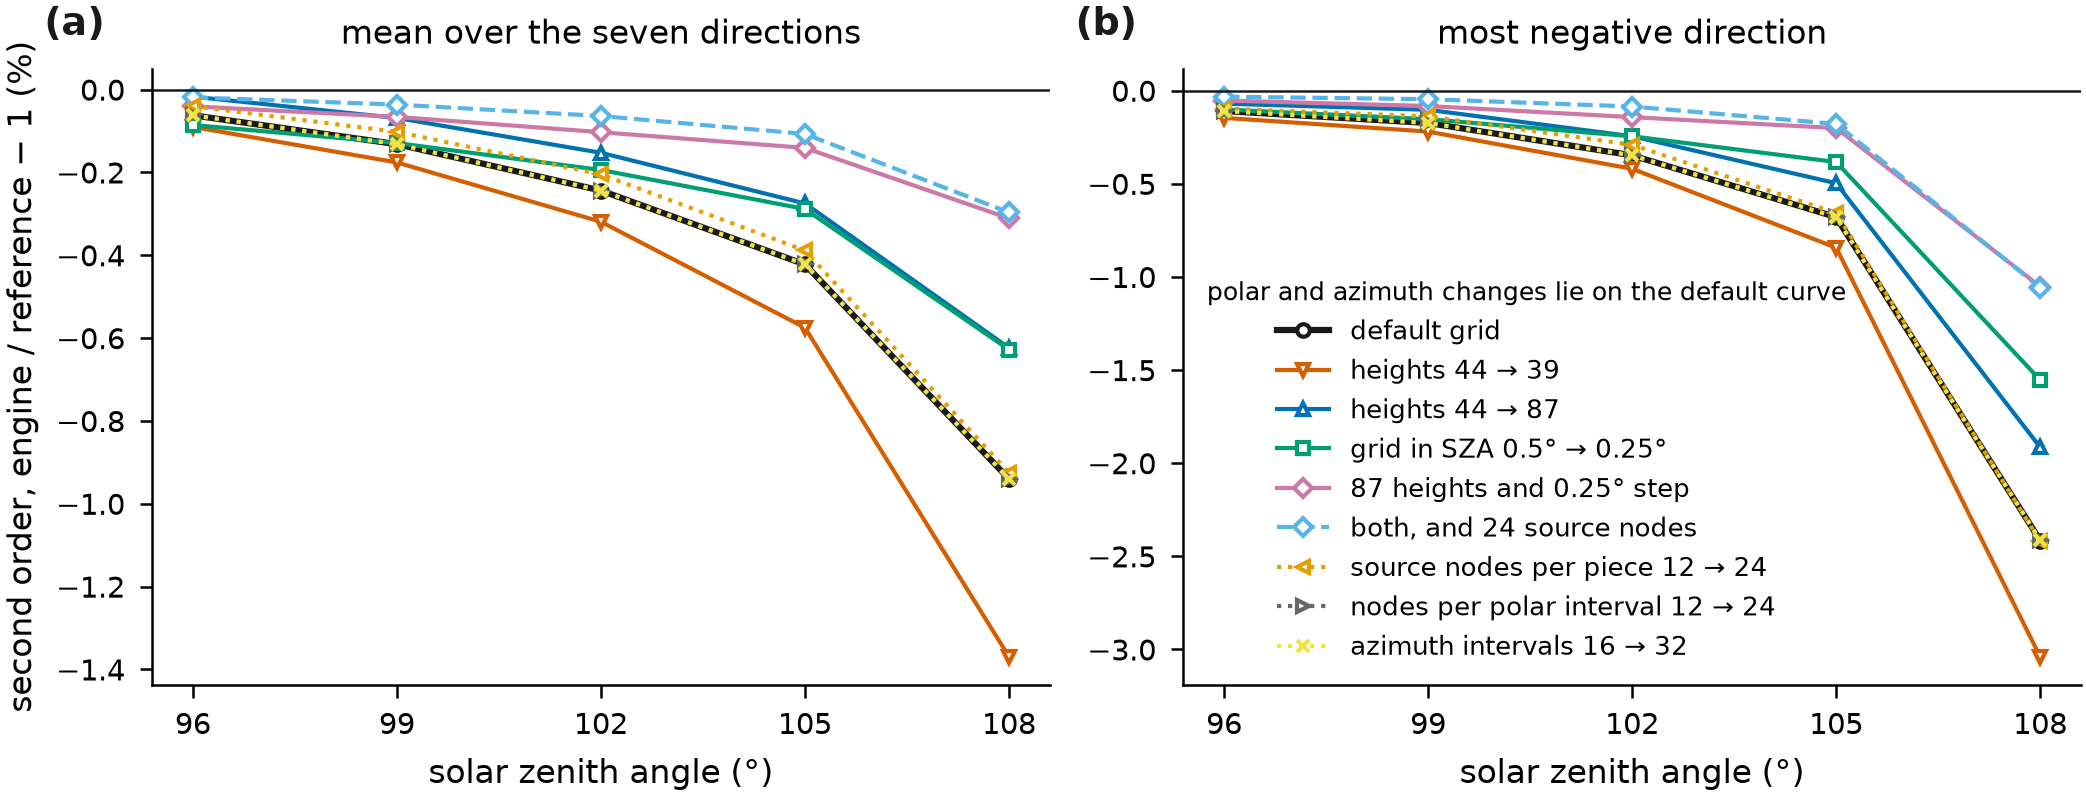 (a)
mean over the seven directions
second order, engine / reference − 1 (%)
0.0
−0.2
−0.4
−0.6
−0.8
−1.0
−1.2
−1.4
96
99
102
105
108
solar zenith angle (°)
(b)
most negative direction
0.0
−0.5
−1.0
−1.5
−2.0
−2.5
−3.0
polar and azimuth changes lie on the default curve
default grid
heights 44 → 39
heights 44 → 87
grid in SZA 0.5° → 0.25°
87 heights and 0.25° step
both, and 24 source nodes
source nodes per piece 12 → 24
nodes per polar interval 12 → 24
azimuth intervals 16 → 32
96
99
102
105
108
solar zenith angle (°)